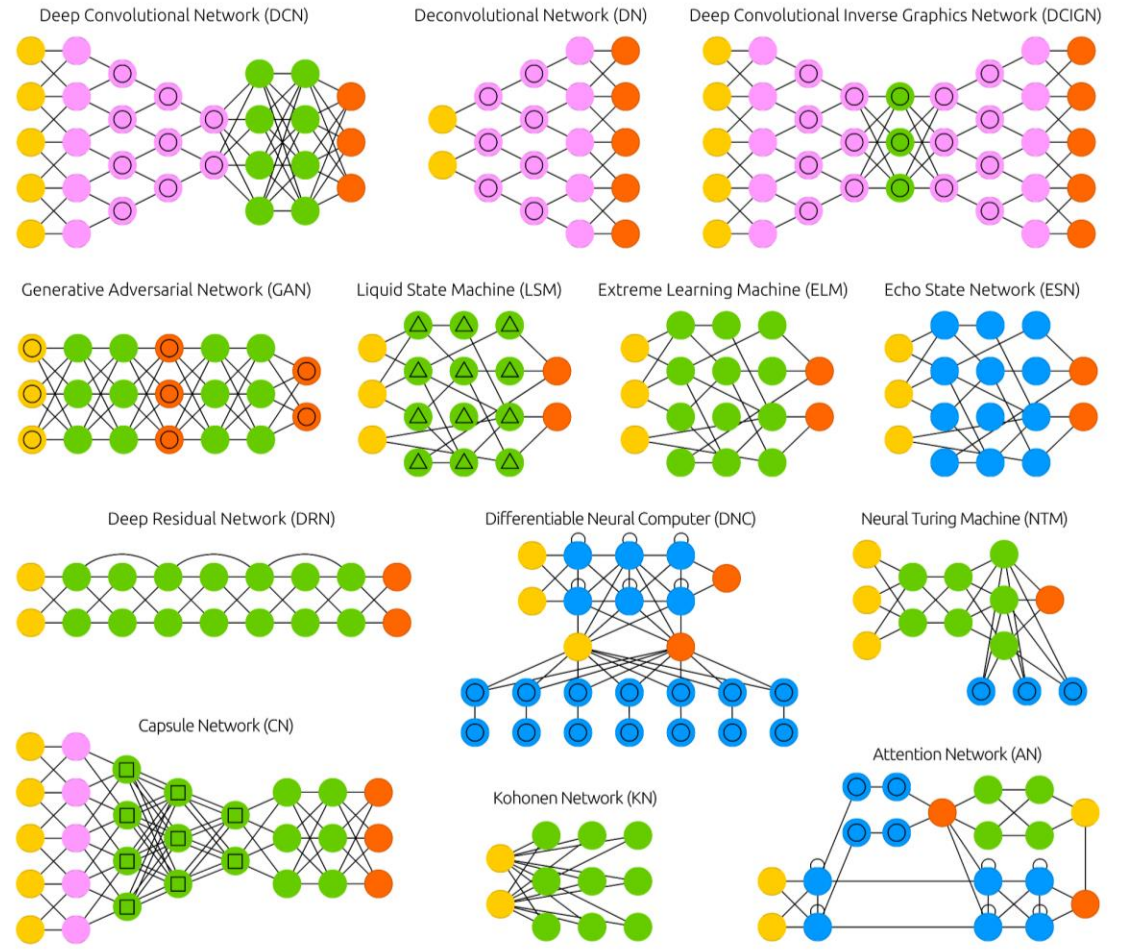 Deep Convolutional Network (DCN)
Deconvolutional Network (DN)
Deep Convolutional Inverse Graphics Network (DCIGN)
Generative Adversarial Network (GAN)
Liquid State Machine (LSM)
Extreme Learning Machine (ELM)
Echo State Network (ESN)
Deep Residual Network (DRN)
Differentiable Neural Computer (DNC)
Neural Turing Machine (NTM)
Capsule Network (CN)
Kohonen Network (KN)
Attention Network (AN)